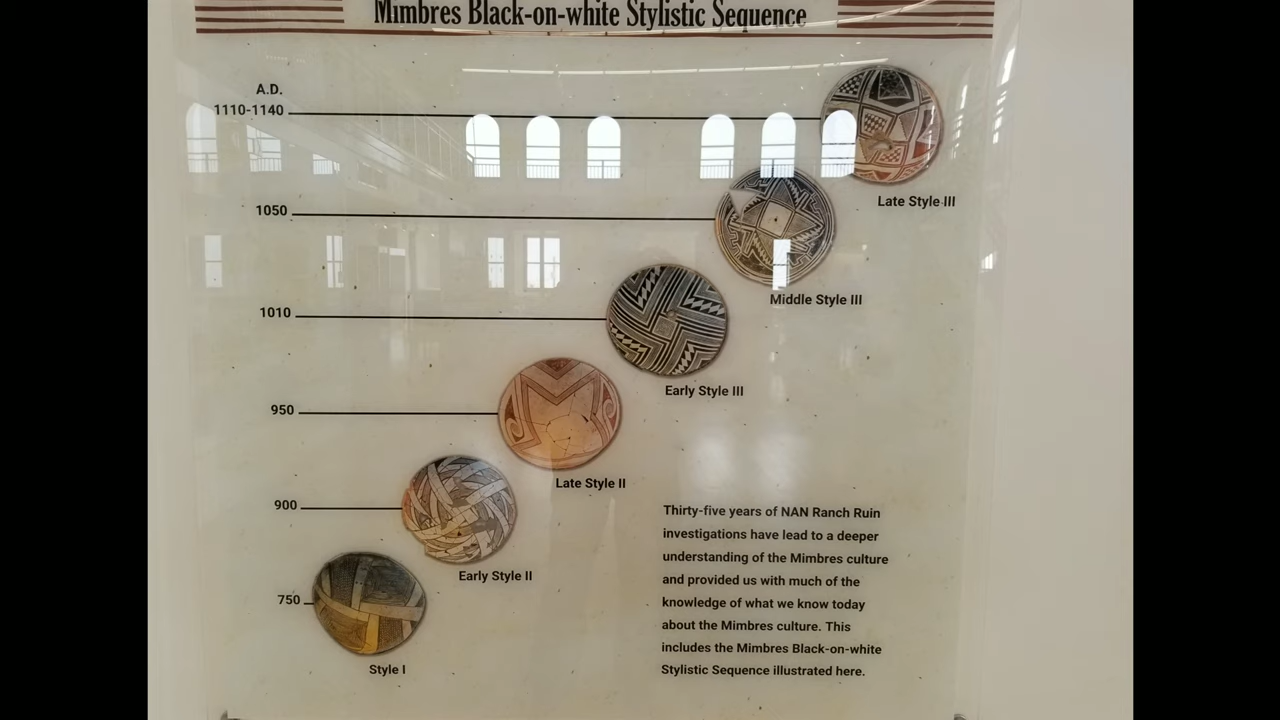 Mimbres Black-on-white Stylistic Sequence
A.D.
1110-1140
Late Style III
1050
Middle Style III
1010
Early Style III
950
Late Style II
900
Early Style II
750
Style I
Thirty-five years of NAN Ranch Ruin
investigations have lead to a deeper
understanding of the Mimbres culture
and provided us with much of the
knowledge of what we know today
about the Mimbres culture. This
includes the Mimbres Black-on-white
Stylistic Sequence illustrated here.